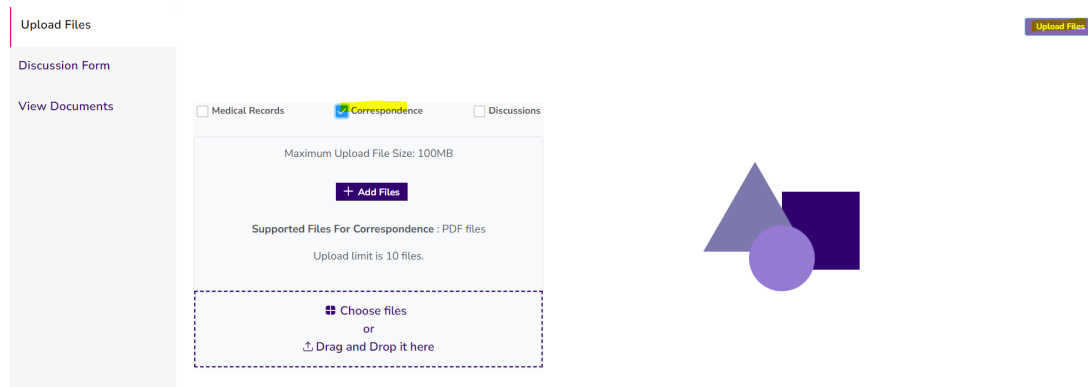 Upload Files
Upload Files
Discussion Form
View Documents
Medical Records Correspondence Discussions
Maximum Upload File Size: 100MB
+ Add Files
Supported Files For Correspondence : PDF files
Upload limit is 10 files.
Choose files
or
Drag and Drop it here